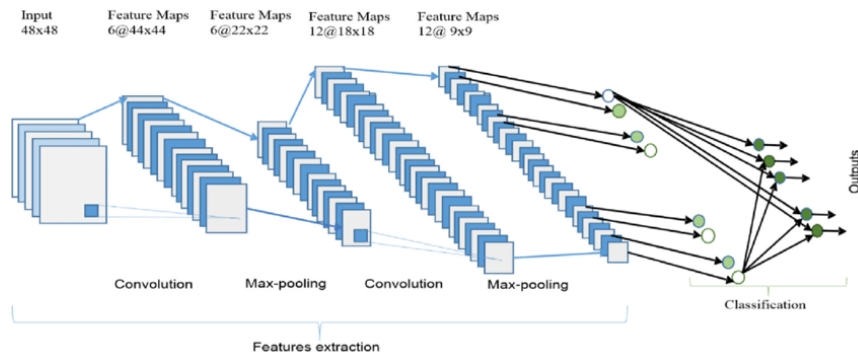 Input
48x48
Feature Maps
6@44x44
Feature Maps
6@22x22
Feature Maps
12@18x18
Feature Maps
12@ 9x9
Outputs
Convolution
Max-pooling
Convolution
Max-pooling
Classification
Features extraction